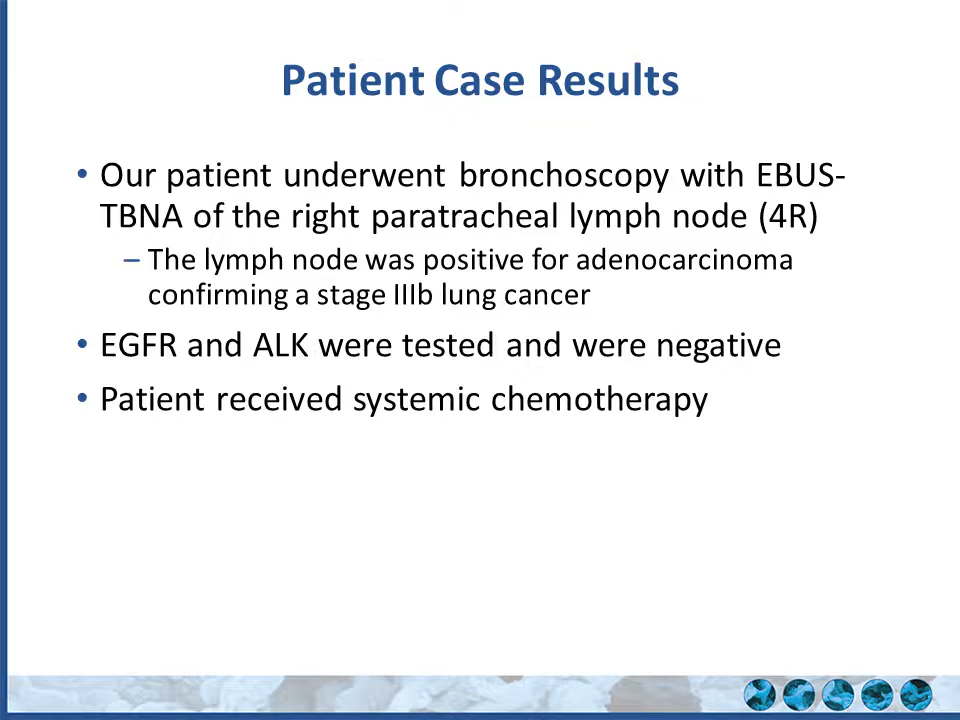 Patient Case Results
• Our patient underwent bronchoscopy with EBUS-
TBNA of the right paratracheal lymph node (4R)
– The lymph node was positive for adenocarcinoma
confirming a stage IIIb lung cancer
• EGFR and ALK were tested and were negative
• Patient received systemic chemotherapy